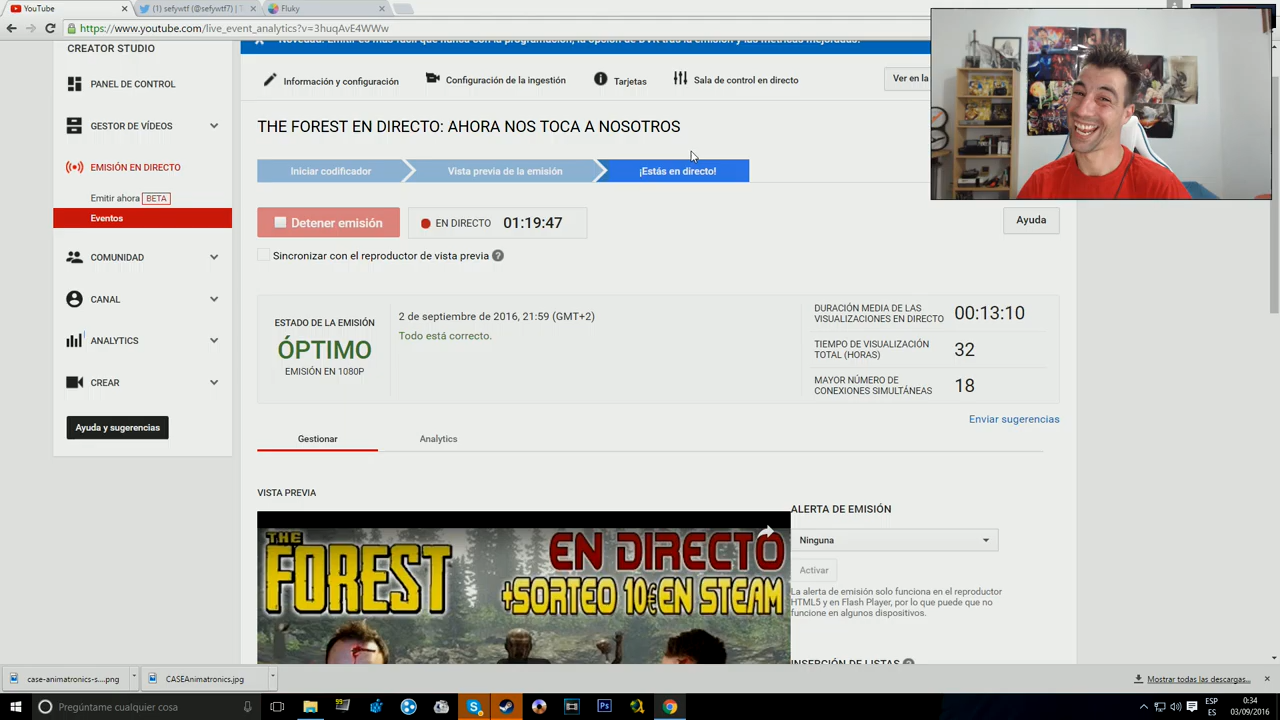 YouTube
(1) sefywtf (@sefywtf7) | T
Fluky
https://www.youtube.com/live_event_analytics?v=3huqAvE4WWw
CREATOR STUDIO
PANEL DE CONTROL
GESTOR DE VÍDEOS
EMISIÓN EN DIRECTO
Emitir ahora BETA
Eventos
COMUNIDAD
CANAL
ANALYTICS
CREAR
Ayuda y sugerencias
Información y configuración
Configuración de la ingestión
Tarjetas
Sala de control en directo
Ver en la
THE FOREST EN DIRECTO: AHORA NOS TOCA A NOSOTROS
Iniciar codificador
Vista previa de la emisión
¡Estás en directo!
Detener emisión
EN DIRECTO 01:19:47
Ayuda
Sincronizar con el reproductor de vista previa ?
ESTADO DE LA EMISIÓN
ÓPTIMO
EMISIÓN EN 1080P
2 de septiembre de 2016, 21:59 (GMT+2)
Todo está correcto.
DURACIÓN MEDIA DE LAS
VISUALIZACIONES EN DIRECTO
00:13:10
TIEMPO DE VISUALIZACIÓN
TOTAL (HORAS)
32
MAYOR NÚMERO DE
CONEXIONES SIMULTÁNEAS
18
Enviar sugerencias
Gestionar
Analytics
VISTA PREVIA
THE
FOREST
EN DIRECTO
+SORTEO 10€ EN STEAM
ALERTA DE EMISIÓN
Ninguna
Activar
La alerta de emisión solo funciona en el reproductor
HTML5 y en Flash Player, por lo que puede que no
funcione en algunos dispositivos.
INSERCIÓN DE LISTAS
case-animatronics-s....png
CASEAnimatronics.jpg
Mostrar todas las descargas...
Pregúntame cualquier cosa
ESP
ES
0:34
03/09/2016